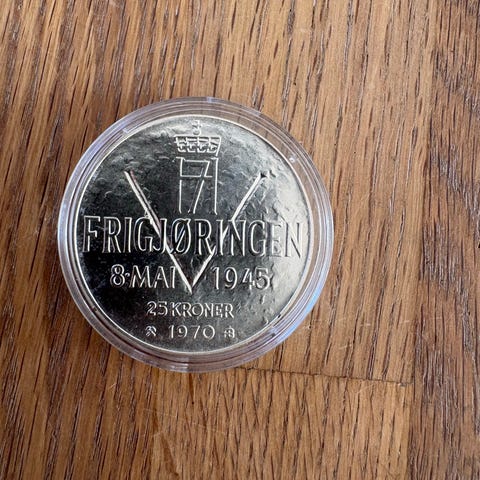 FRIGJØRINGEN
8·MAI 1945
25 KRONER
1970